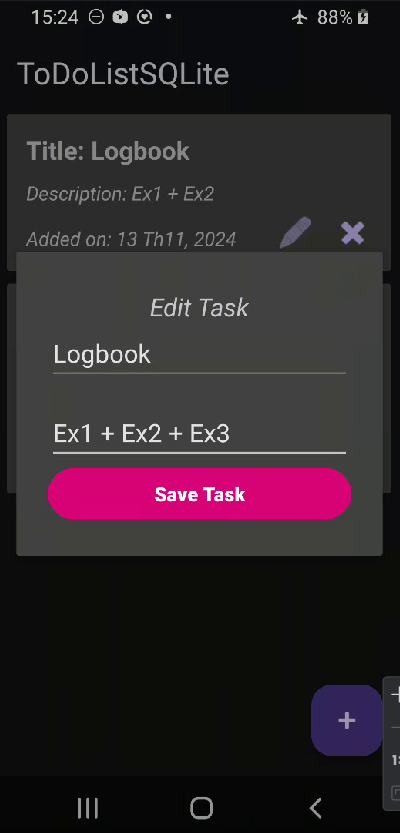 15:24 88%
ToDoListSQLite
Title: Logbook
Description: Ex1 + Ex2
Added on: 13 Th11, 2024
Edit Task
Logbook
Ex1 + Ex2 + Ex3
Save Task
+